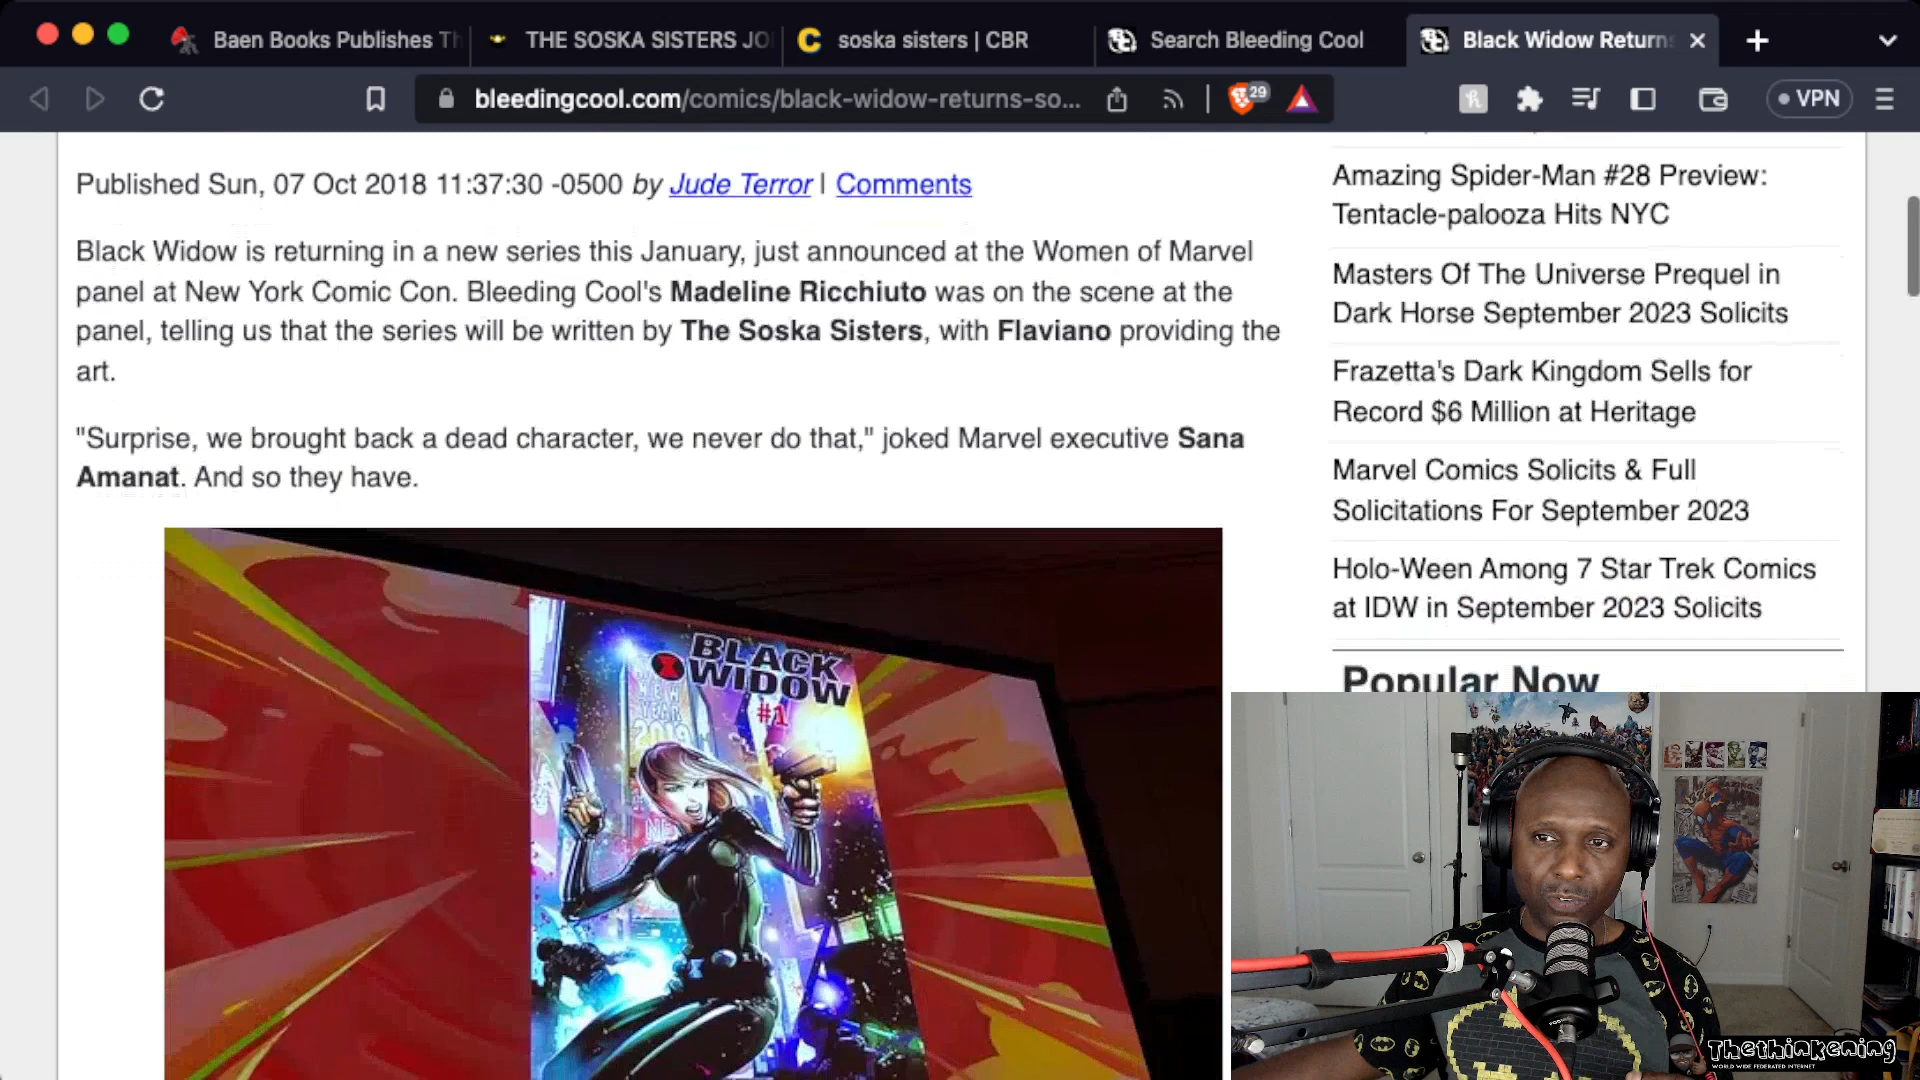 Baen Books Publishes Th
THE SOSKA SISTERS JO
soska sisters | CBR
Search Bleeding Cool
Black Widow Returns
bleedingcool.com/comics/black-widow-returns-so...
29
VPN
Published Sun, 07 Oct 2018 11:37:30 -0500 by Jude Terror | Comments
Black Widow is returning in a new series this January, just announced at the Women of Marvel
panel at New York Comic Con. Bleeding Cool's Madeline Ricchiuto was on the scene at the
panel, telling us that the series will be written by The Soska Sisters, with Flaviano providing the
art.
"Surprise, we brought back a dead character, we never do that," joked Marvel executive Sana
Amanat. And so they have.
BLACK
WIDOW
#1
NEW
YEAR
2019
Amazing Spider-Man #28 Preview:
Tentacle-palooza Hits NYC
Masters Of The Universe Prequel in
Dark Horse September 2023 Solicits
Frazetta's Dark Kingdom Sells for
Record $6 Million at Heritage
Marvel Comics Solicits & Full
Solicitations For September 2023
Holo-Ween Among 7 Star Trek Comics
at IDW in September 2023 Solicits
Popular Now
Thethinkening
WORLD WIDE FEDERATED INTERNET